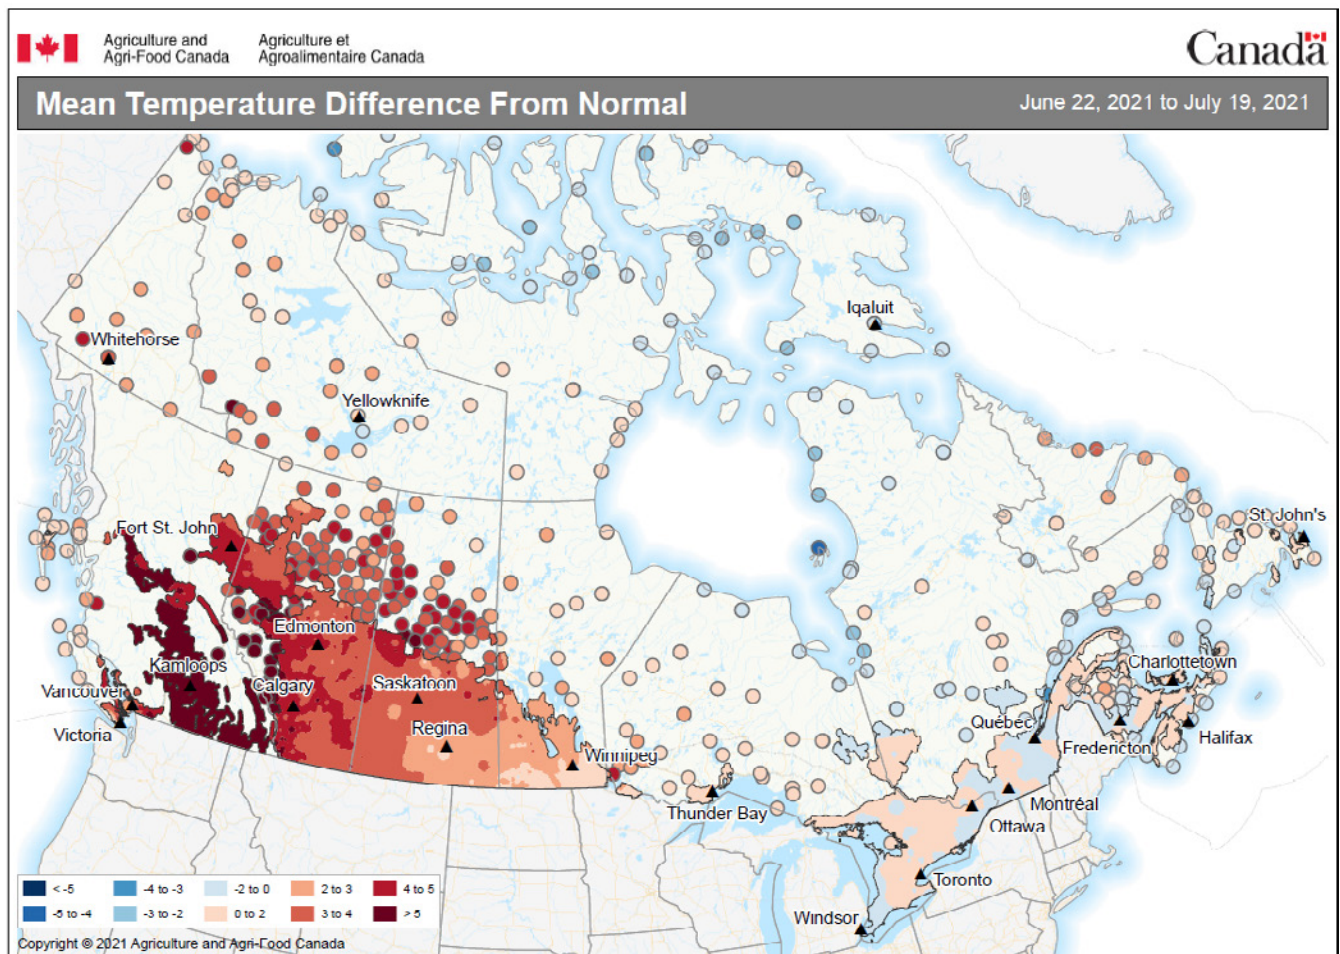 Agriculture and Agri-Food Canada
Agriculture et Agroalimentaire Canada
Canada
Mean Temperature Difference From Normal
June 22, 2021 to July 19, 2021
Iqaluit
Whitehorse
Yellowknife
Fort St. John
St. John's
Edmonton
Kamloops
Calgary
Saskatoon
Charlottetown
Vancouver
Victoria
Regina
Québec
Fredericton
Halifax
Winnipeg
Thunder Bay
Montréal
Ottawa
Toronto
Windsor
< -5
-4 to -3
-2 to 0
2 to 3
4 to 5
-5 to -4
-3 to -2
0 to 2
3 to 4
> 5
Copyright © 2021 Agriculture and Agri-Food Canada